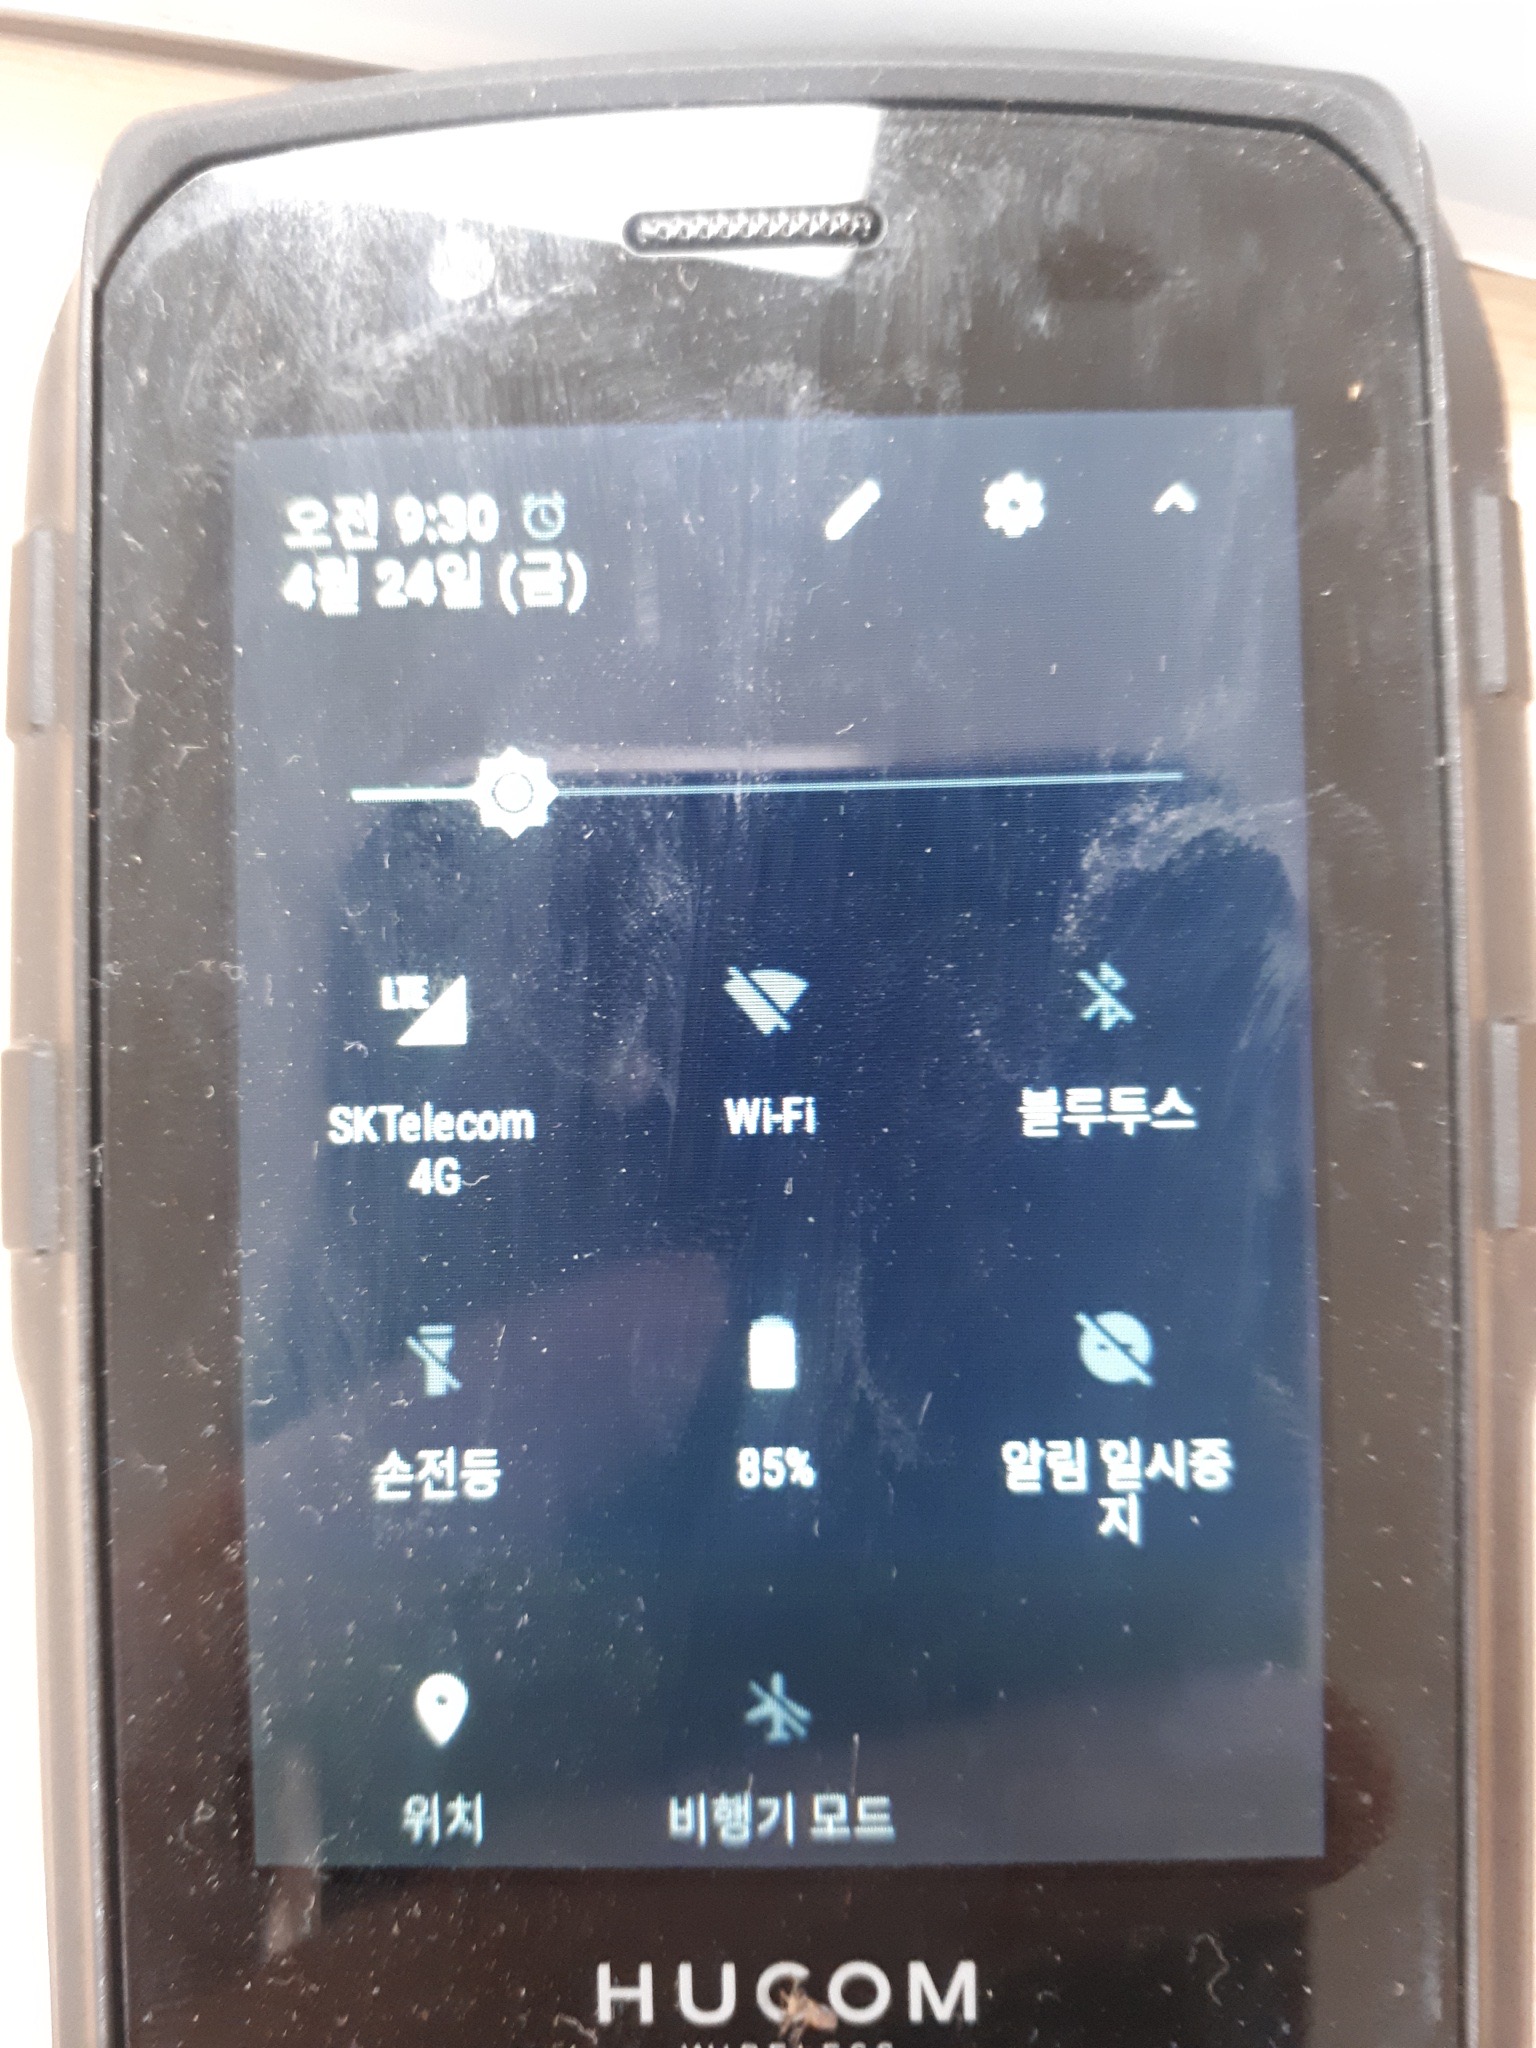 오전 9:30
4월 24일 (금)
LTE
SKTelecom
4G
Wi-Fi
블루투스
손전등
85%
알림 일시중
지
위치
비행기 모드
HUCOM
WIRELESS